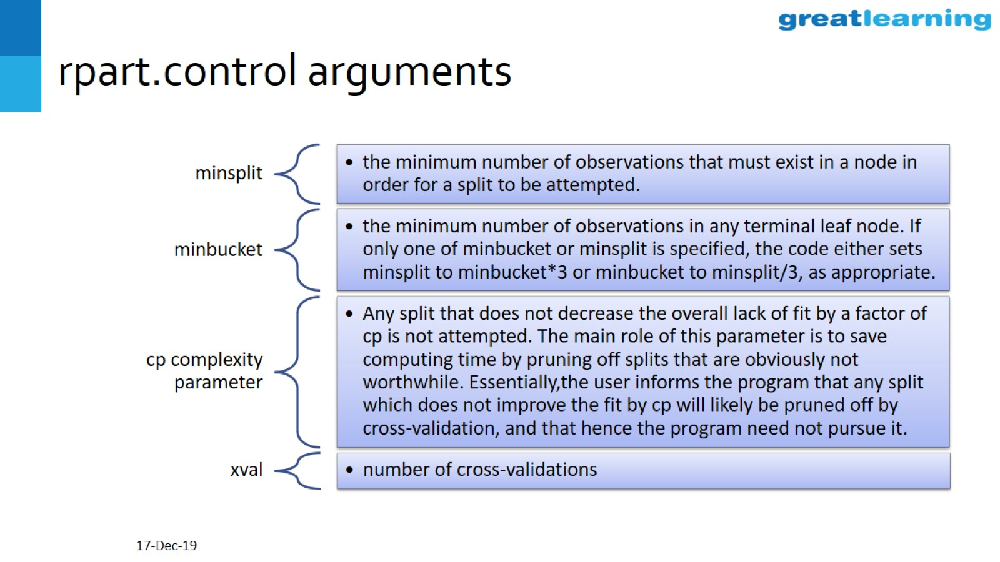 greatlearning
rpart.control arguments
minsplit
• the minimum number of observations that must exist in a node in
order for a split to be attempted.
minbucket
• the minimum number of observations in any terminal leaf node. If
only one of minbucket or minsplit is specified, the code either sets
minsplit to minbucket*3 or minbucket to minsplit/3, as appropriate.
cp complexity
parameter
• Any split that does not decrease the overall lack of fit by a factor of
cp is not attempted. The main role of this parameter is to save
computing time by pruning off splits that are obviously not
worthwhile. Essentially,the user informs the program that any split
which does not improve the fit by cp will likely be pruned off by
cross-validation, and that hence the program need not pursue it.
xval
• number of cross-validations
17-Dec-19